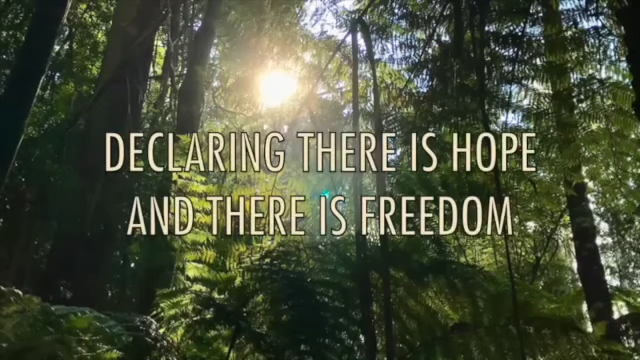 DECLARING THERE IS HOPE
AND THERE IS FREEDOM